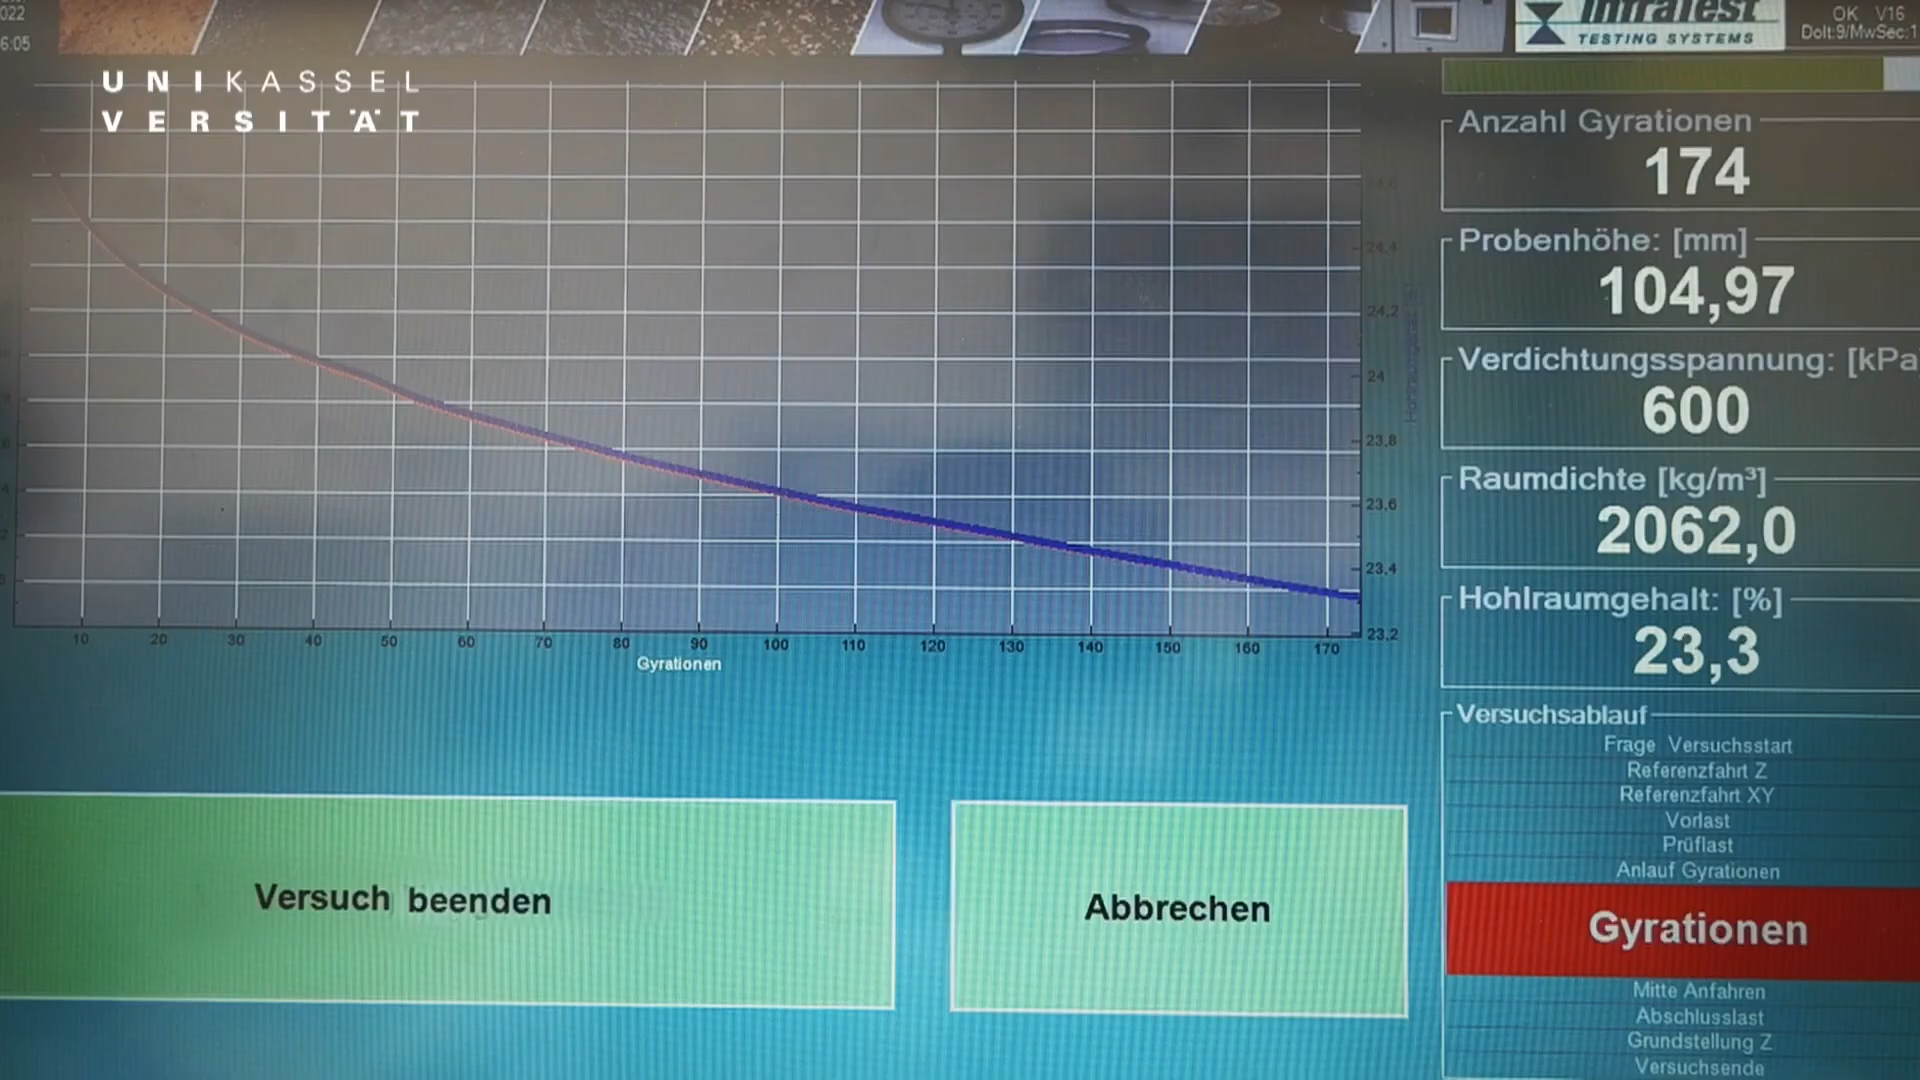 022
6:05
UNIKASSEL
VERSITÄT
InfraTest
TESTING SYSTEMS
OK V16
Dolt:9/MwSec:1
Anzahl Gyrationen
174
Probenhöhe: [mm]
104,97
Verdichtungsspannung: [kPa
600
Raumdichte [kg/m³]
2062,0
Hohlraumgehalt: [%]
23,3
24,4
24,2
24
23,8
23,6
23,4
23,2
10 20 30 40 50 60 70 80 90 100 110 120 130 140 150 160 170
Gyrationen
Versuchsablauf
Frage Versuchsstart
Referenzfahrt Z
Referenzfahrt XY
Vorlast
Prüflast
Anlauf Gyrationen
Gyrationen
Mitte Anfahren
Abschlusslast
Grundstellung Z
Versuchsende
Versuch beenden
Abbrechen